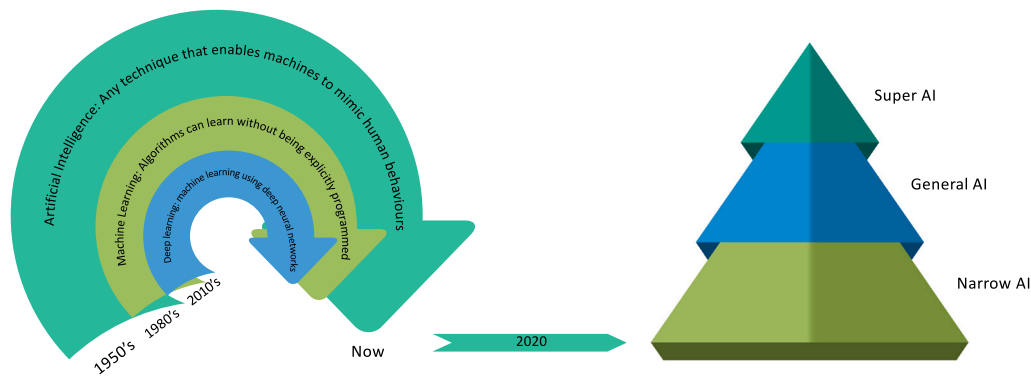 Artificial Intelligence: Any technique that enables machines to mimic human behaviours
Machine Learning: Algorithms can learn without being explicitly programmed
Deep learning: machine learning using deep neural networks
1950's
1980's
2010's
Now
2020
Super AI
General AI
Narrow AI